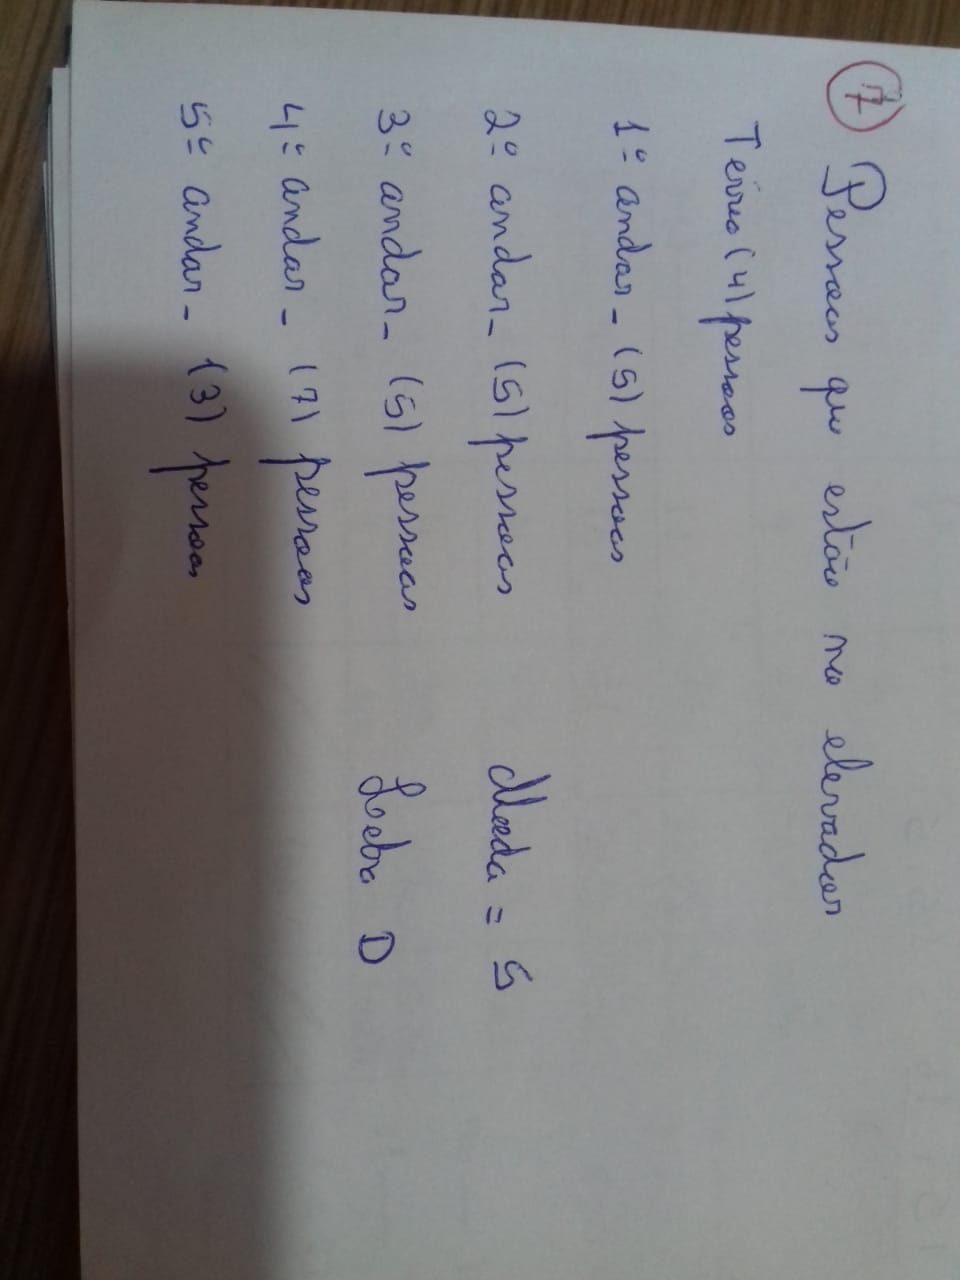 7 Pessoas que estão no elevador
Térreo (4) pessoas
1º andar - (5) pessoas
2º andar - (5) pessoas
Moda = 5
3º andar - (5) pessoas
Letra D
4º andar - (7) pessoas
5º andar - (3) pessoas